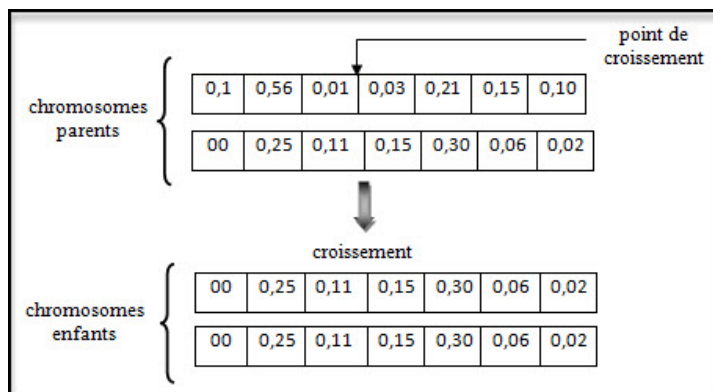 point de
croissement
0,1 0,56 0,01 0,03 0,21 0,15 0,10
chromosomes
parents
00 0,25 0,11 0,15 0,30 0,06 0,02
croissement
00 0,25 0,11 0,15 0,30 0,06 0,02
chromosomes
enfants
00 0,25 0,11 0,15 0,30 0,06 0,02